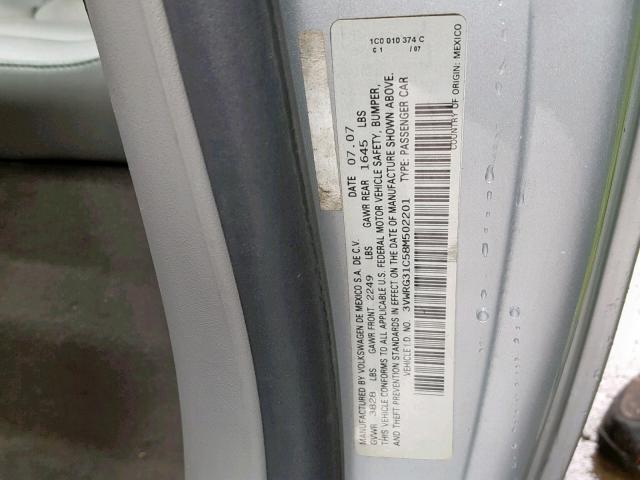 1C0 010 374 C
C 1 / 07
MANUFACTURED BY VOLKSWAGEN DE MEXICO S.A. DE C.V. DATE 07.07
GVWR 3828 LBS GAWR FRONT 2249 LBS GAWR REAR 1645 LBS
THIS VEHICLE CONFORMS TO ALL APPLICABLE U.S. FEDERAL MOTOR VEHICLE SAFETY, BUMPER,
AND THEFT PREVENTION STANDARDS IN EFFECT ON THE DATE OF MANUFACTURE SHOWN ABOVE.
VEHICLE I.D. NO. 3VWRG31C58M502201 TYPE: PASSENGER CAR
COUNTRY OF ORIGIN: MEXICO